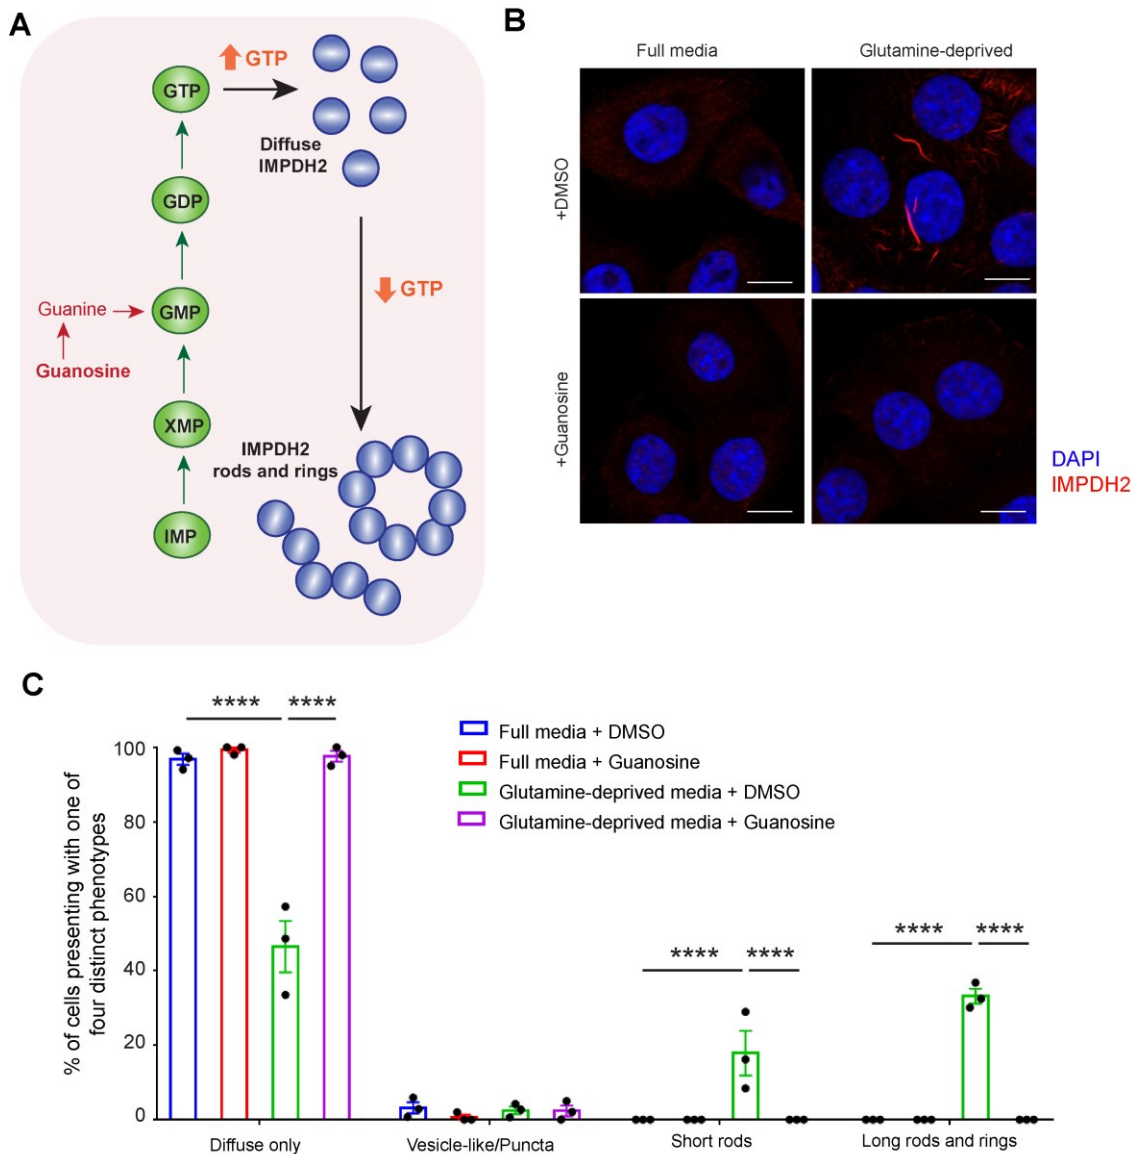 A
GTP
GTP
Diffuse
IMPDH2
GDP
GTP
Guanine
GMP
Guanosine
XMP
IMPDH2
rods and rings
IMP
B
Full media
Glutamine-deprived
+DMSO
+Guanosine
DAPI
IMPDH2
C
% of cells presenting with one of
four distinct phenotypes
100
80
60
40
20
0
****
****
Full media + DMSO
Full media + Guanosine
Glutamine-deprived media + DMSO
Glutamine-deprived media + Guanosine
****
****
****
****
Diffuse only
Vesicle-like/Puncta
Short rods
Long rods and rings